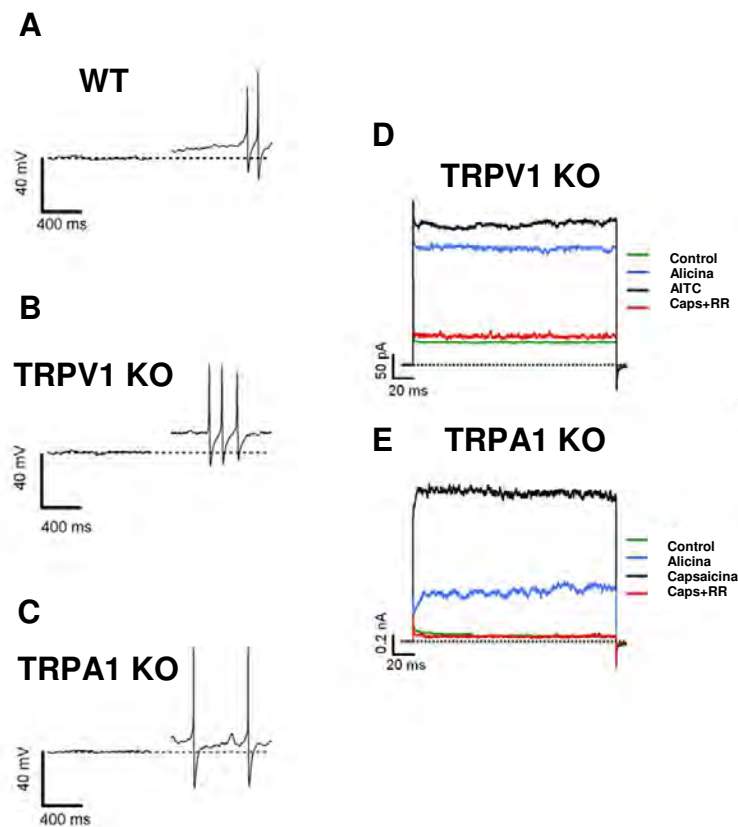 A
WT
40 mV
400 ms
B
TRPV1 KO
40 mV
400 ms
C
TRPA1 KO
40 mV
400 ms
D
TRPV1 KO
Control
Alicina
AITC
Caps+RR
50 pA
20 ms
E
TRPA1 KO
Control
Alicina
Capsaicina
Caps+RR
0.2 nA
20 ms